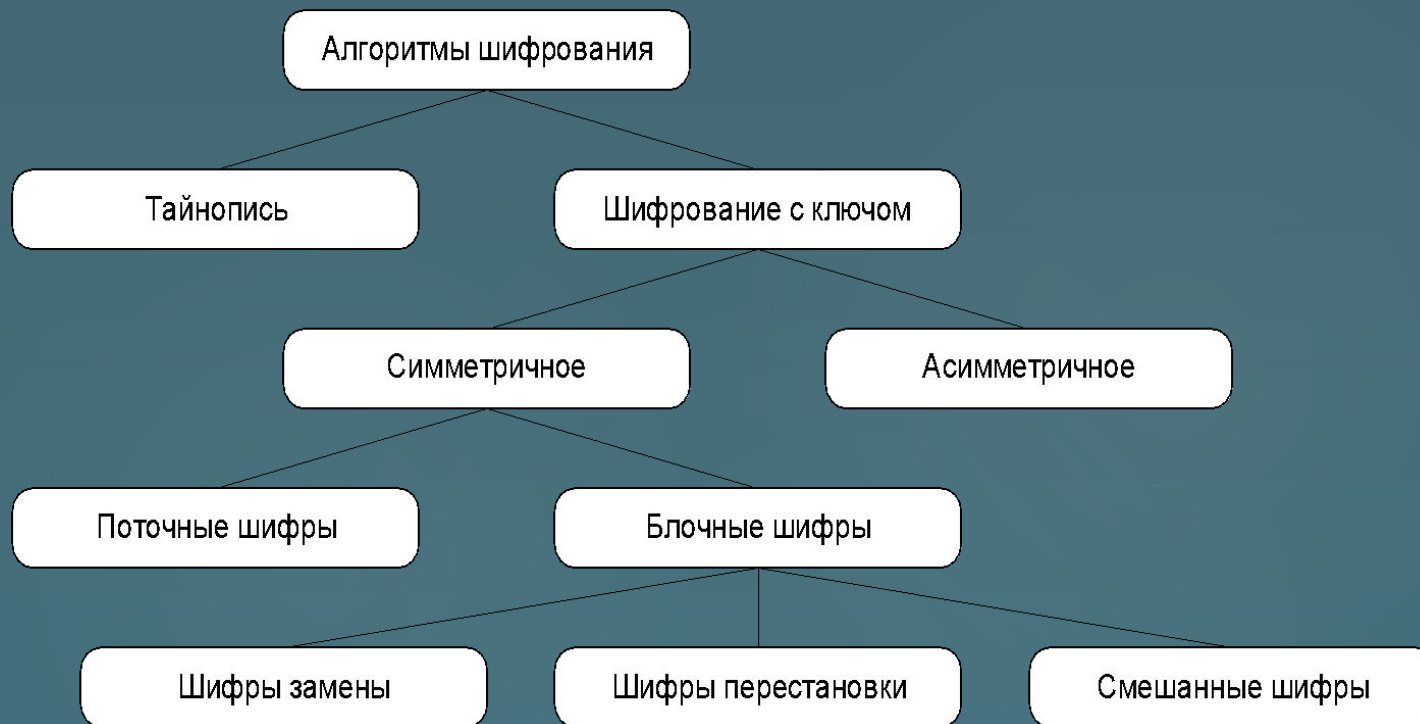 Алгоритмы шифрования
Тайнопись
Шифрование с ключом
Симметричное
Асимметричное
Поточные шифры
Блочные шифры
Шифры замены
Шифры перестановки
Смешанные шифры